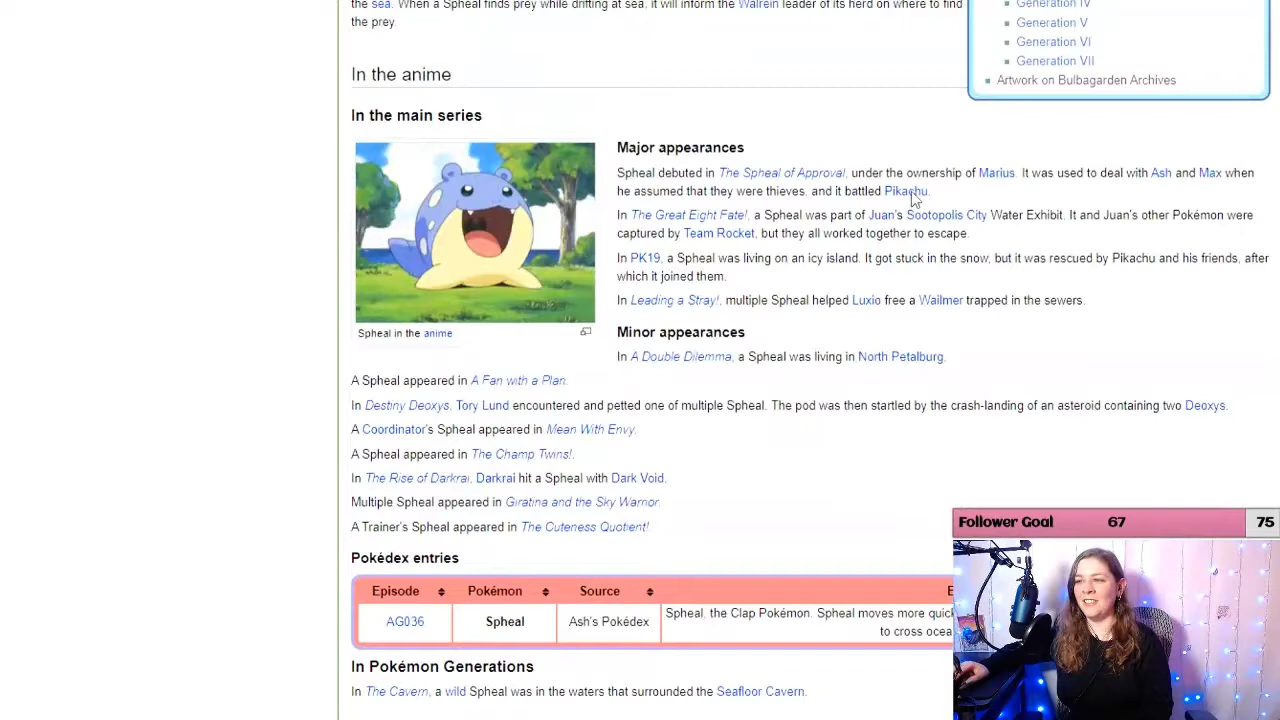 the sea. When a Spheal finds prey while drifting at sea, it will inform the Walrein leader of its herd on where to find
the prey.
Generation IV
Generation V
Generation VI
Generation VII
Artwork on Bulbagarden Archives
In the anime
In the main series
Major appearances
Spheal debuted in The Spheal of Approval, under the ownership of Marius. It was used to deal with Ash and Max when
he assumed that they were thieves, and it battled Pikachu.
In The Great Eight Fate!, a Spheal was part of Juan's Sootopolis City Water Exhibit. It and Juan's other Pokémon were
captured by Team Rocket, but they all worked together to escape.
In PK19, a Spheal was living on an icy island. It got stuck in the snow, but it was rescued by Pikachu and his friends, after
which it joined them.
In Leading a Stray!, multiple Spheal helped Luxio free a Wailmer trapped in the sewers.
Spheal in the anime
Minor appearances
In A Double Dilemma, a Spheal was living in North Petalburg.
A Spheal appeared in A Fan with a Plan.
In Destiny Deoxys, Tory Lund encountered and petted one of multiple Spheal. The pod was then startled by the crash-landing of an asteroid containing two Deoxys.
A Coordinator's Spheal appeared in Mean With Envy.
A Spheal appeared in The Champ Twins!.
In The Rise of Darkrai, Darkrai hit a Spheal with Dark Void.
Multiple Spheal appeared in Giratina and the Sky Warrior.
A Trainer's Spheal appeared in The Cuteness Quotient!
Follower Goal 67 75
Pokédex entries
Episode Pokémon Source E
AG036 Spheal Ash's Pokédex
Spheal, the Clap Pokémon. Spheal moves more quic
to cross ocea
In Pokémon Generations
In The Cavern, a wild Spheal was in the waters that surrounded the Seafloor Cavern.